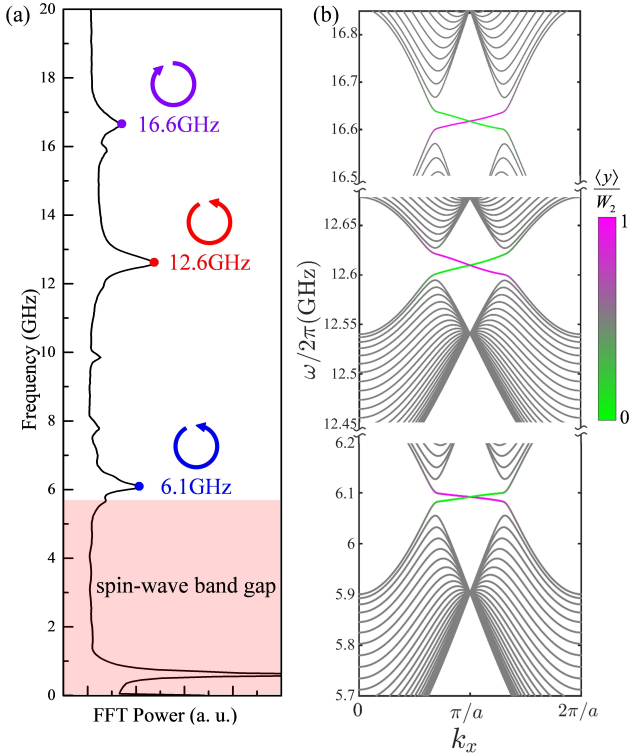 (a)
20
18
16
14
12
10
8
6
4
2
0
Frequency (GHz)
16.6GHz
12.6GHz
6.1GHz
spin-wave band gap
FFT Power (a. u.)
(b)
16.8
16.7
16.6
16.5
12.65
12.6
12.55
12.5
12.45
6.2
6.1
6
5.9
5.8
5.7
ω/2π(GHz)
0
π/a
2π/a
kₓ
⟨y⟩
W₂
1
0